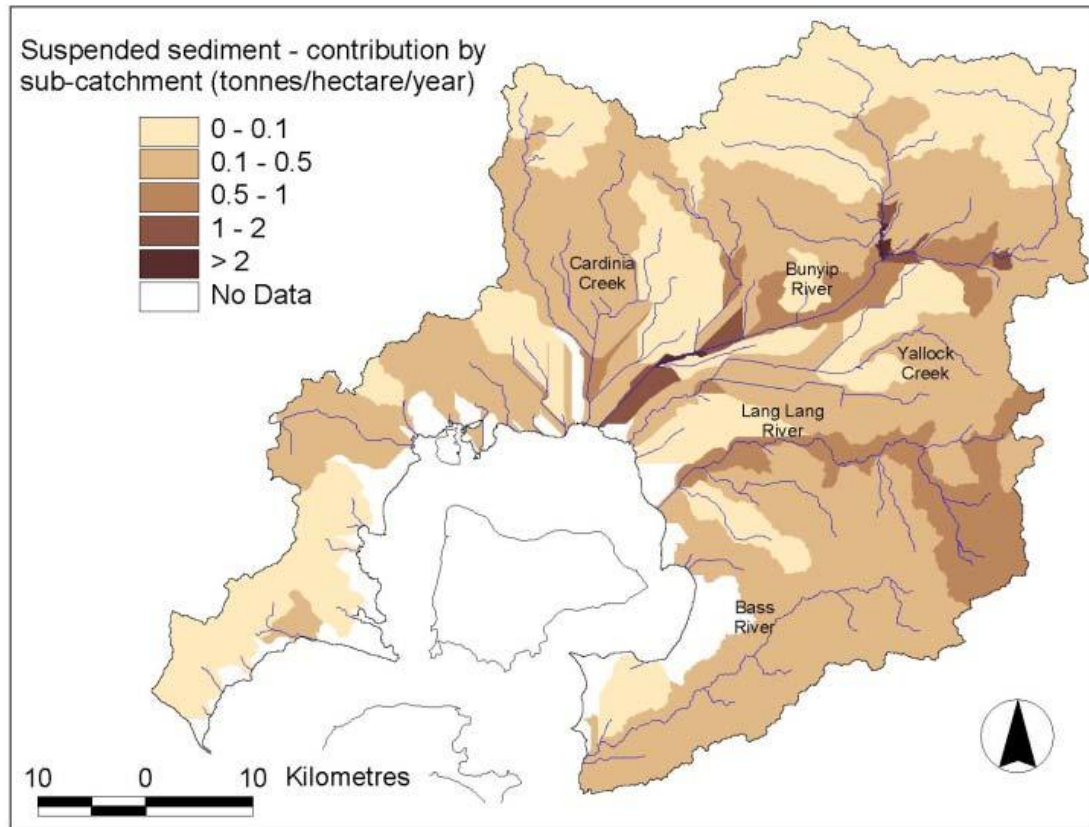 Suspended sediment - contribution by
sub-catchment (tonnes/hectare/year)
0 - 0.1
0.1 - 0.5
0.5 - 1
1 - 2
> 2
No Data
Cardinia
Creek
Bunyip
River
Yallock
Creek
Lang Lang
River
Bass
River
10 0 10 Kilometres